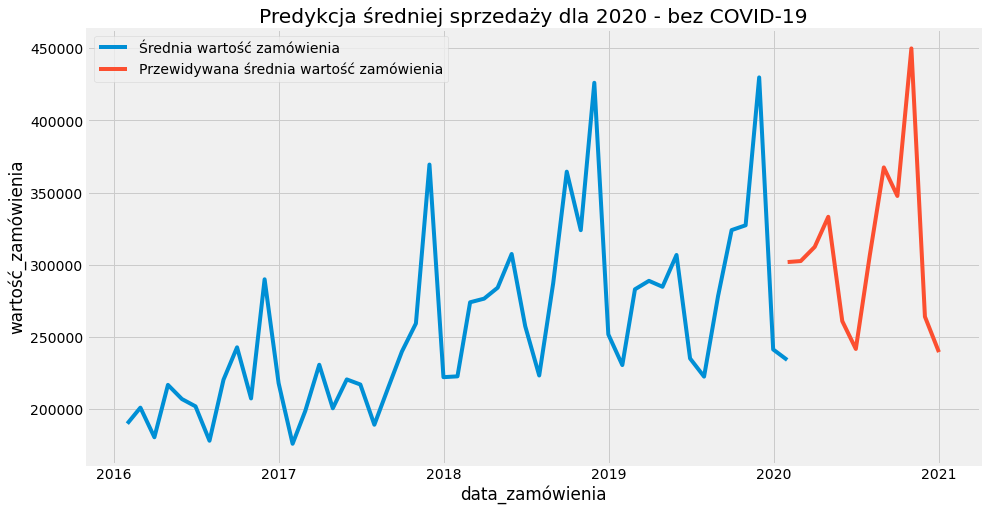 Predykcja średniej sprzedaży dla 2020 - bez COVID-19
Średnia wartość zamówienia
Przewidywana średnia wartość zamówienia
wartość_zamówienia
450000
400000
350000
300000
250000
200000
2016 2017 2018 2019 2020 2021
data_zamówienia